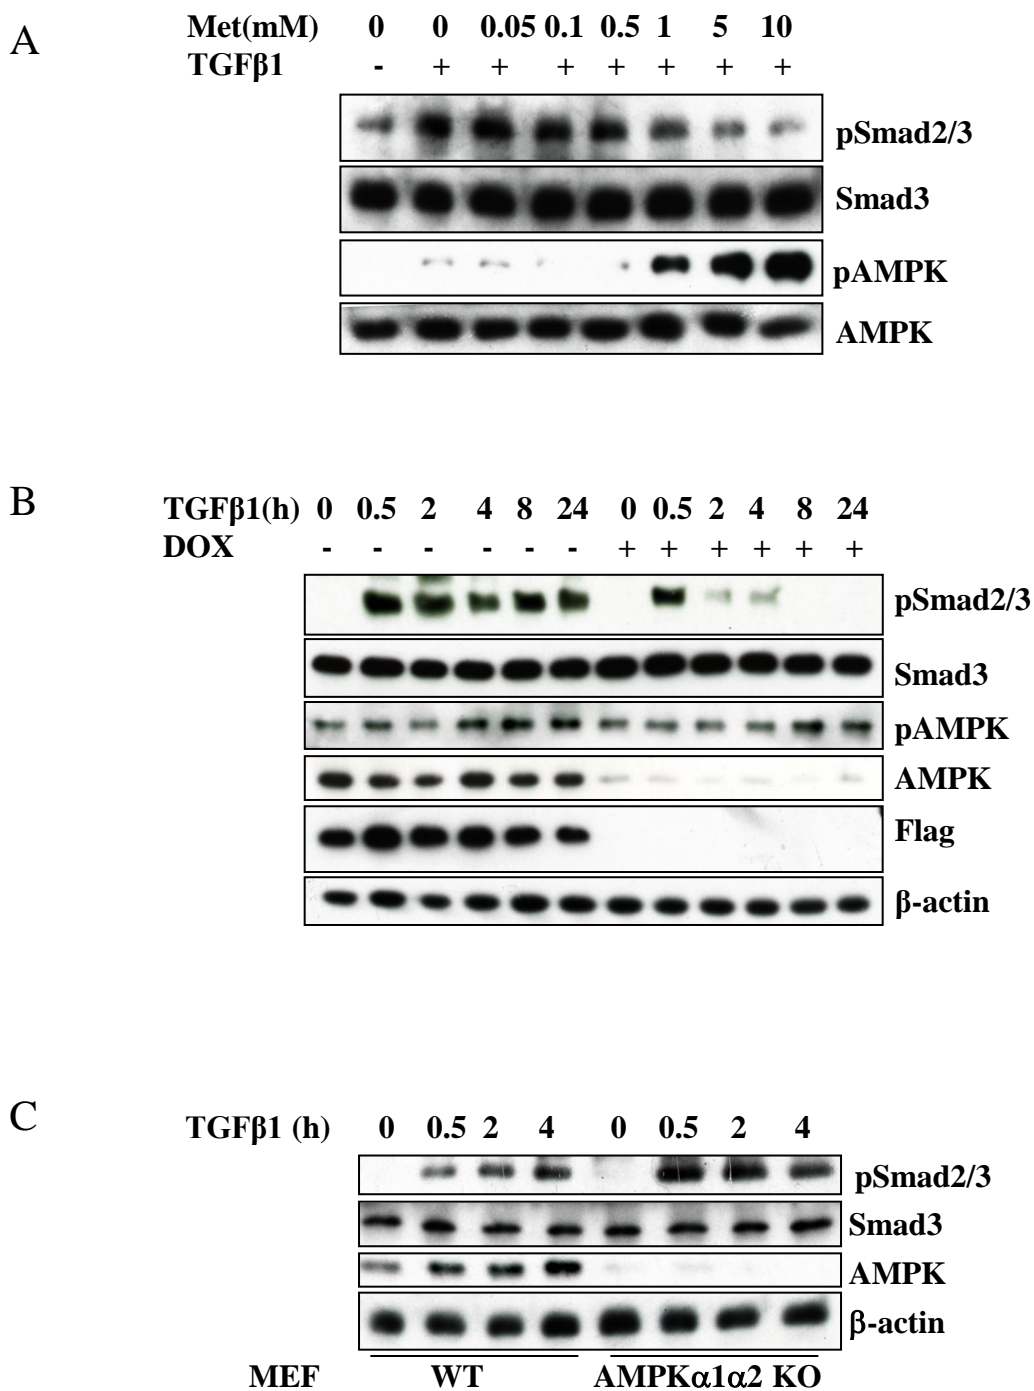 A
Met(mM) 0 0 0.05 0.1 0.5 1 5 10
TGFβ1 - + + + + + + +
pSmad2/3
Smad3
pAMPK
AMPK
B
TGFβ1(h) 0 0.5 2 4 8 24 0 0.5 2 4 8 24
DOX - - - - - - + + + + + +
pSmad2/3
Smad3
pAMPK
AMPK
Flag
β-actin
C
TGFβ1 (h) 0 0.5 2 4 0 0.5 2 4
pSmad2/3
Smad3
AMPK
β-actin
MEF WT AMPKα1α2 KO